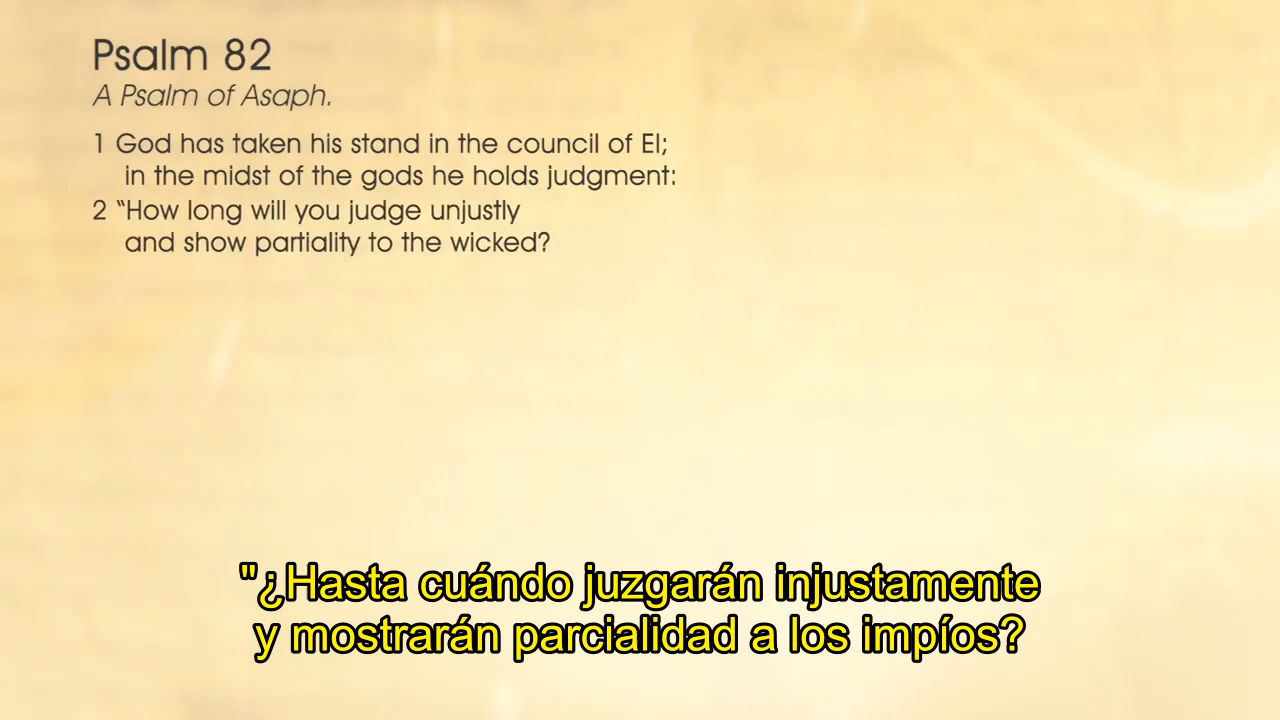 Psalm 82
A Psalm of Asaph.
1 God has taken his stand in the council of El;
in the midst of the gods he holds judgment:
2 “How long will you judge unjustly
and show partiality to the wicked?
"¿Hasta cuándo juzgarán injustamente
y mostrarán parcialidad a los impíos?